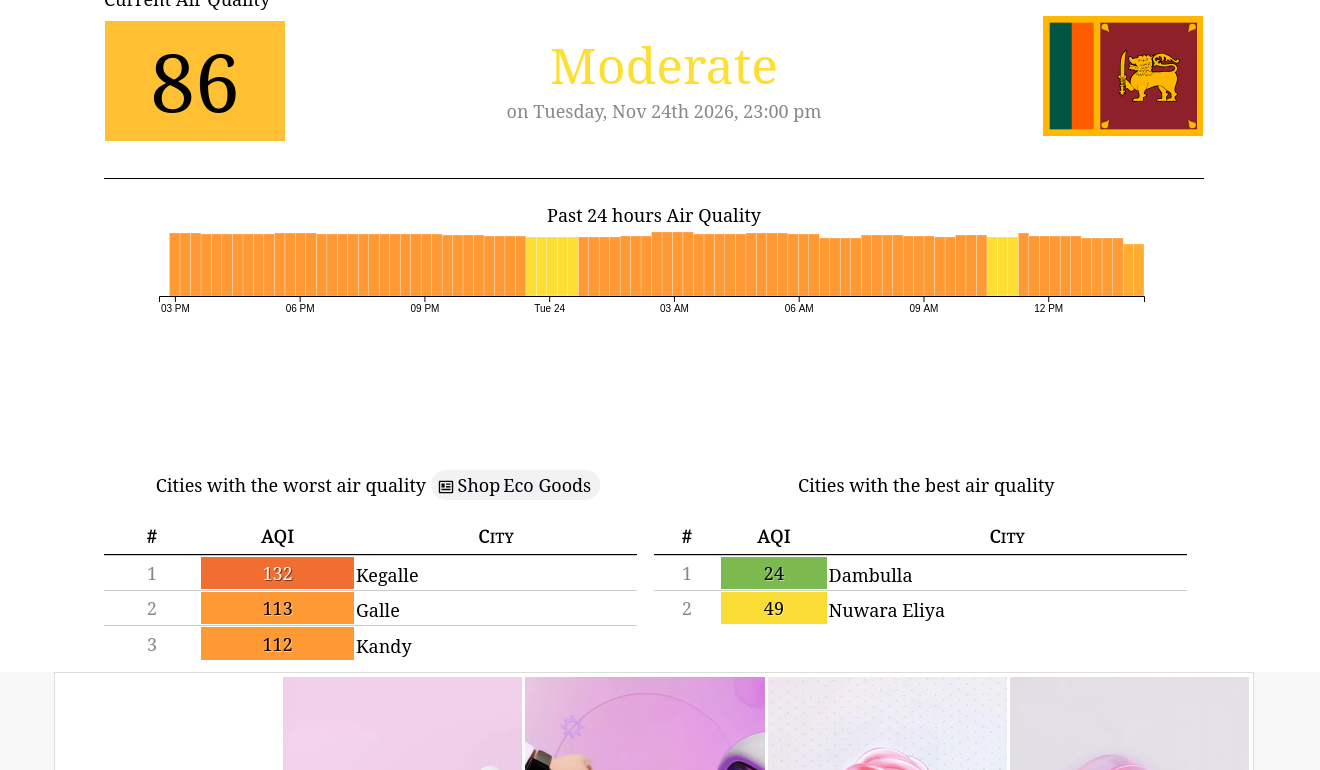 Current Air Quality
86
Moderate
on Tuesday, Nov 24th 2026, 23:00 pm
Past 24 hours Air Quality
03 PM 06 PM 09 PM Tue 24 03 AM 06 AM 09 AM 12 PM
Cities with the worst air quality Shop Eco Goods
# AQI City
1 132 Kegalle
2 113 Galle
3 112 Kandy
Cities with the best air quality
# AQI City
1 24 Dambulla
2 49 Nuwara Eliya